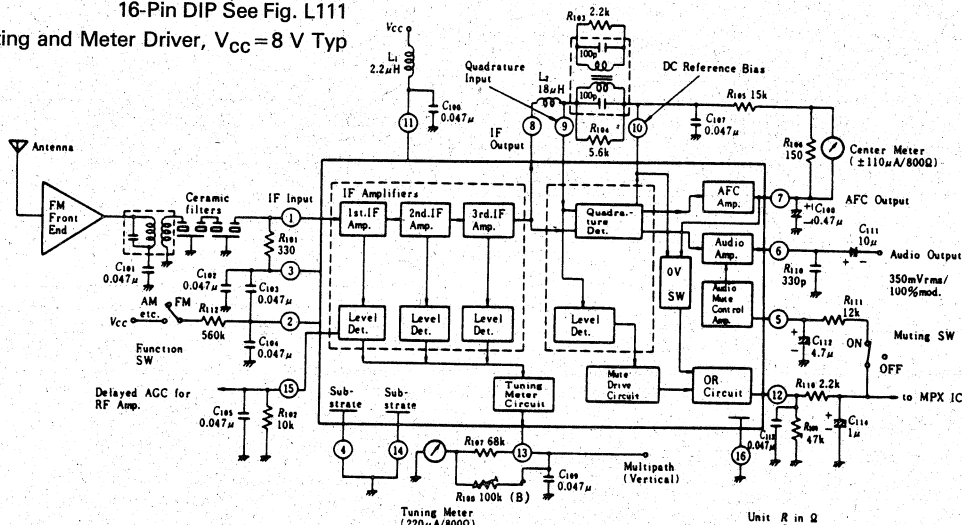 16-Pin DIP See Fig. L111
ing and Meter Driver, VCC=8 V Typ
VCC
L1
2.2μH
C106
0.047μ
11
Quadrature
Input
L2
18μH
R103
2.2k
100p
100p
R104
5.6k
8
9
10
IF
Output
DC Reference Bias
R105 15k
C107
0.047μ
R106
150
Center Meter
(±110μA/800Ω)
Antenna
FM
Front
End
C101
0.047μ
Ceramic
filters
IF Input
1
R101
330
3
C102
0.047μ
C103
0.047μ
AM
etc.
FM
VCC
Function
SW
R112
560k
2
C104
0.047μ
Delayed AGC for
RF Amp.
15
C105
0.047μ
R102
10k
IF Amplifiers
1st.IF
Amp.
2nd.IF
Amp.
3rd.IF
Amp.
Level
Det.
Level
Det.
Level
Det.
Quadra-
ture
Det.
Level
Det.
AFC
Amp.
Audio
Amp.
Audio
Mute
Control
Amp.
0V
SW
Mute
Drive
Circuit
OR
Circuit
Tuning
Meter
Circuit
Sub-
strate
Sub-
strate
4
14
7
AFC Output
C108
0.47μ
6
C111
10μ
Audio Output
R110
330p
350mVrms/
100%mod.
5
R111
12k
C112
4.7μ
Muting SW
ON
OFF
12
R110 2.2k
to MPX IC
C113
0.047μ
R109
47k
C110
1μ
16
13
R107 68k
R108 100k (B)
C109
0.047μ
Multipath
(Vertical)
Tuning Meter
(220μA/800Ω)
Unit R in Ω